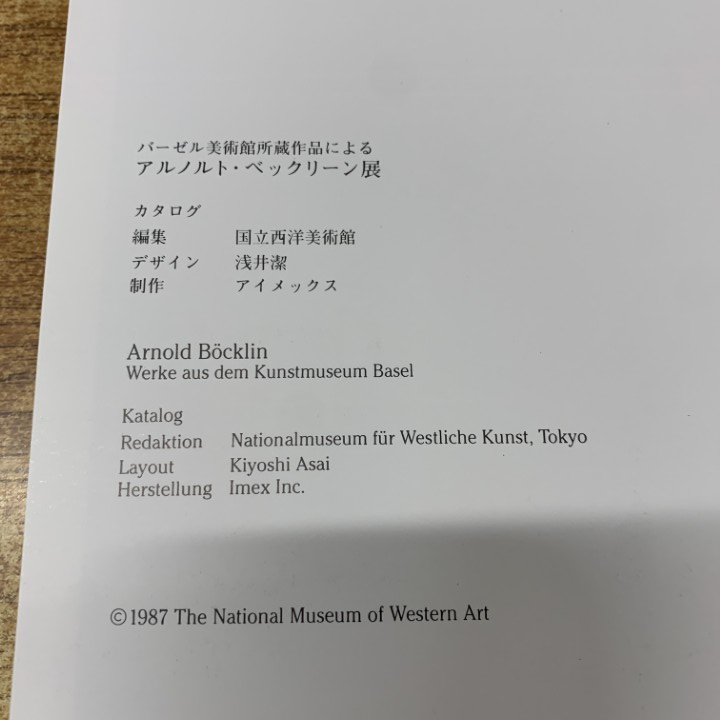 バーゼル美術館所蔵作品による
アルノルト・ベックリーン展
カタログ
編集 国立西洋美術館
デザイン 浅井潔
制作 アイメックス
Arnold Böcklin
Werke aus dem Kunstmuseum Basel
Katalog
Redaktion Nationalmuseum für Westliche Kunst, Tokyo
Layout Kiyoshi Asai
Herstellung Imex Inc.
©1987 The National Museum of Western Art